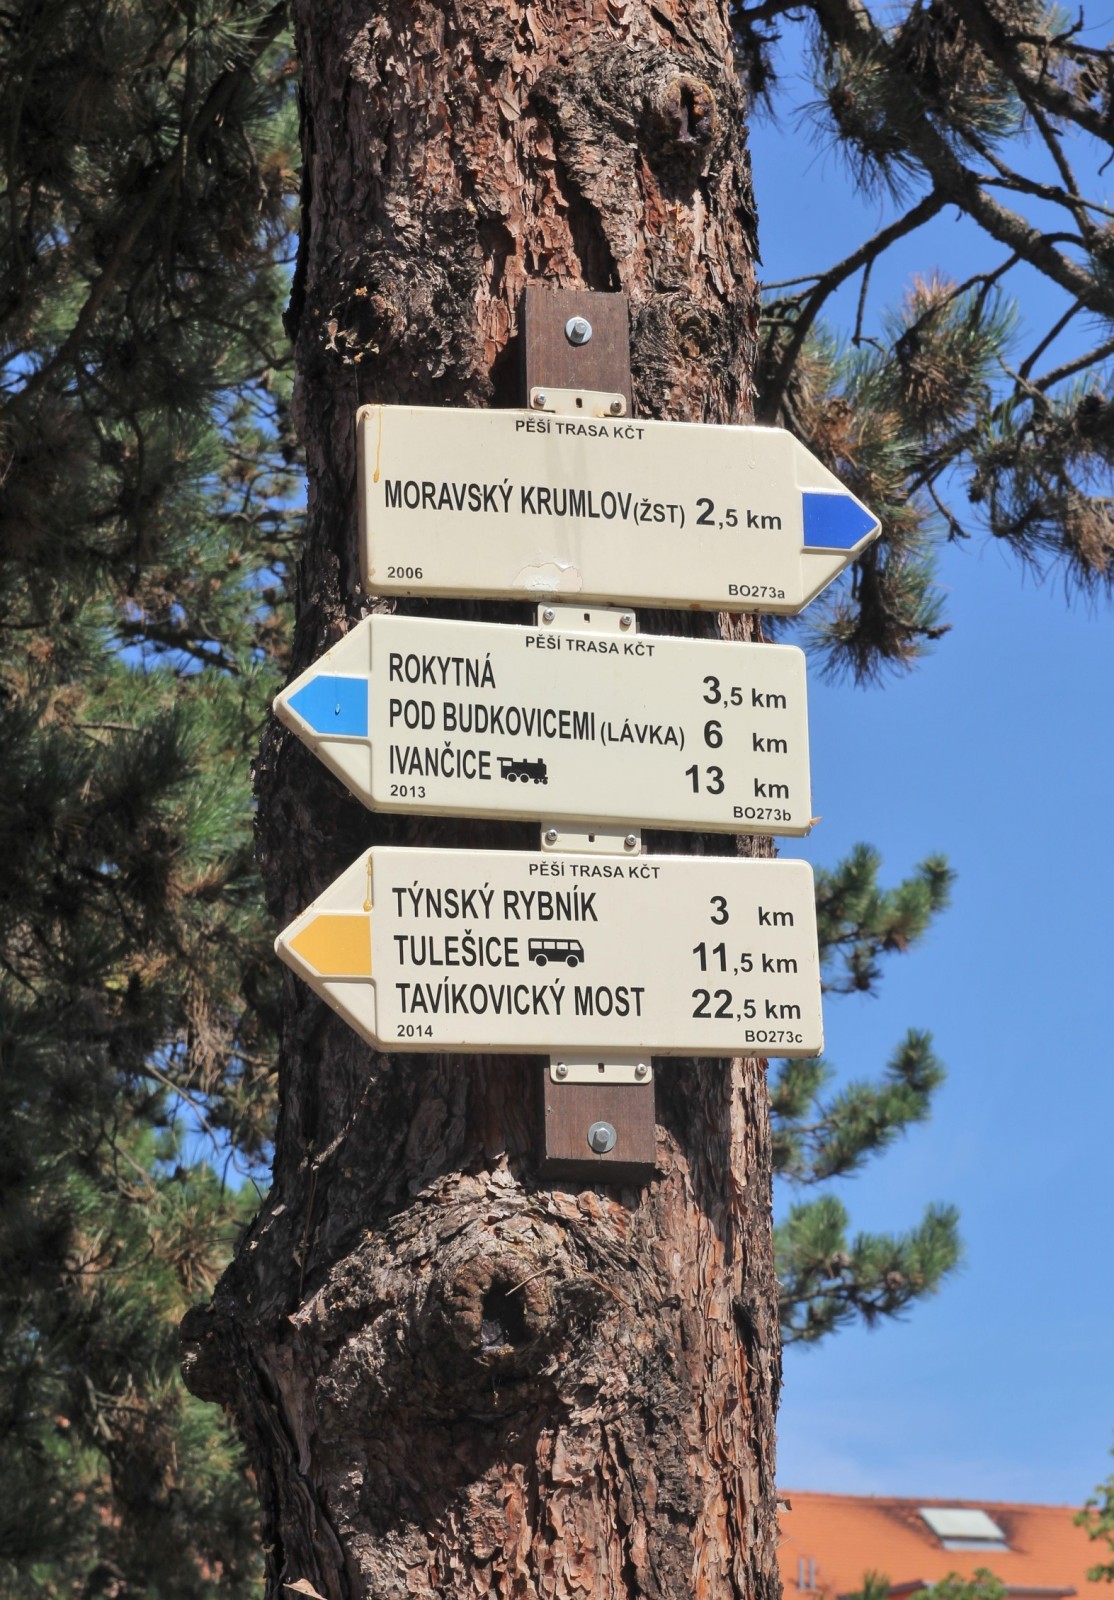 PĚŠÍ TRASA KČT
MORAVSKÝ KRUMLOV(ŽST) 2,5 km
2006 BO273a
PĚŠÍ TRASA KČT
ROKYTNÁ 3,5 km
POD BUDKOVICEMI (LÁVKA) 6 km
IVANČICE 13 km
2013 BO273b
PĚŠÍ TRASA KČT
TÝNSKÝ RYBNÍK 3 km
TULEŠICE 11,5 km
TAVÍKOVICKÝ MOST 22,5 km
2014 BO273c